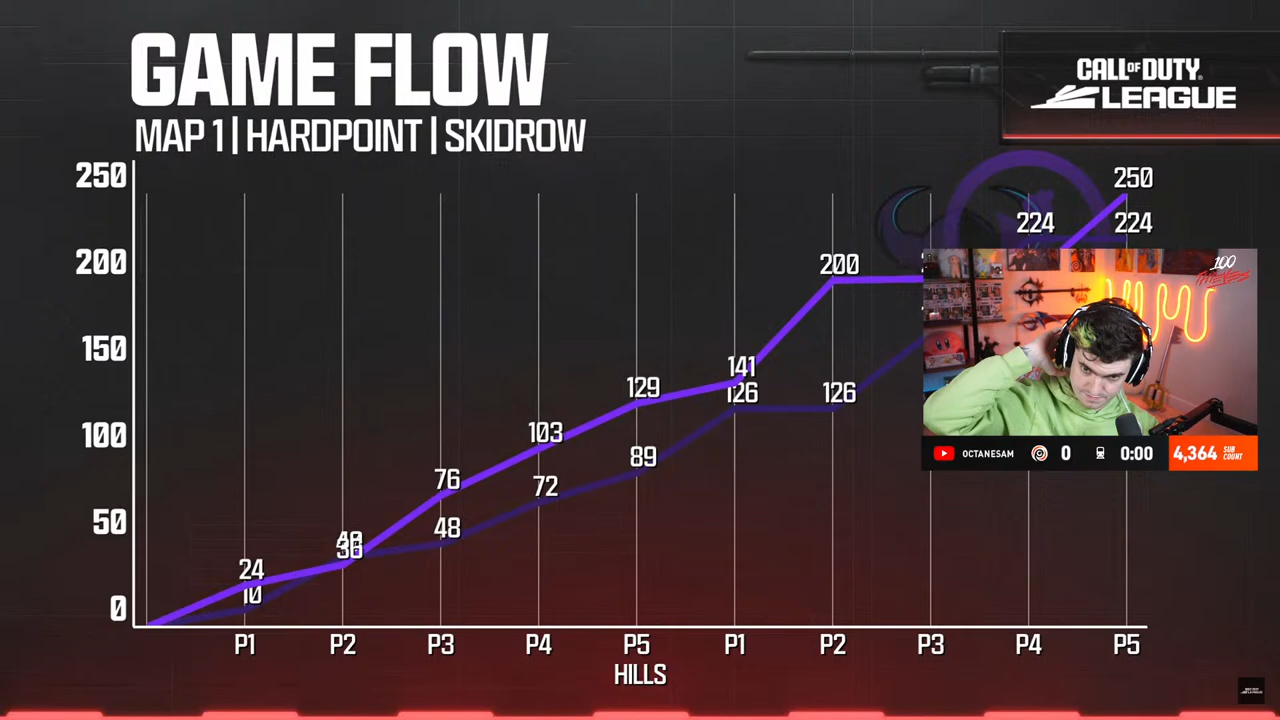 GAME FLOW
MAP 1 | HARDPOINT | SKIDROW
CALL OF DUTY
LEAGUE
250
200
150
100
50
0
24
10
36
76
48
103
72
129
89
141
126
200
126
224
250
224
P1 P2 P3 P4 P5 P1 P2 P3 P4 P5
HILLS
100
THIEVES
OCTANESAM 0 0:00 4,364 SUB COUNT